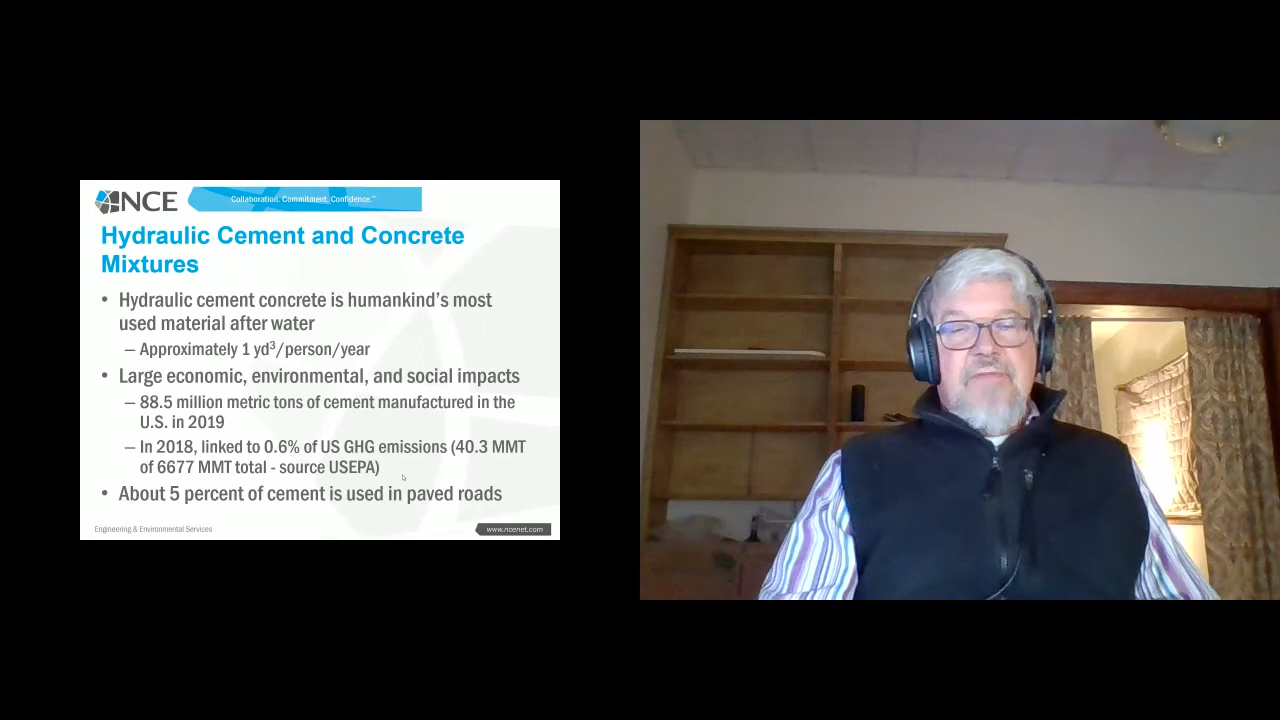 NCE
Collaboration. Commitment. Confidence.™
Hydraulic Cement and Concrete
Mixtures
• Hydraulic cement concrete is humankind's most
used material after water
– Approximately 1 yd³/person/year
• Large economic, environmental, and social impacts
– 88.5 million metric tons of cement manufactured in the
U.S. in 2019
– In 2018, linked to 0.6% of US GHG emissions (40.3 MMT
of 6677 MMT total - source USEPA)
• About 5 percent of cement is used in paved roads
Engineering & Environmental Services
www.ncenet.com